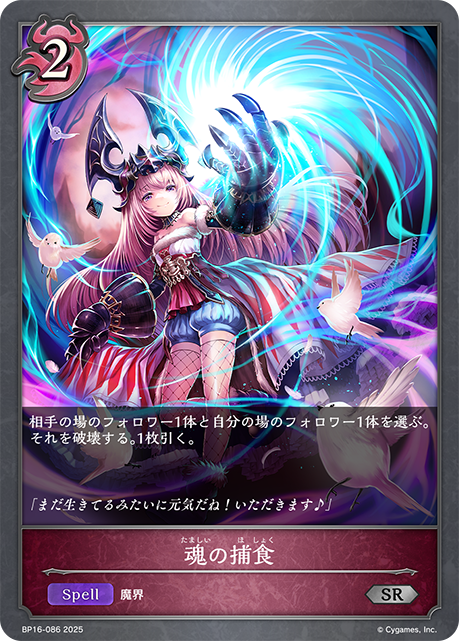 2
相手の場のフォロワー1体と自分の場のフォロワー1体を選ぶ。
それを破壊する。1枚引く。
「まだ生きてるみたいに元気だね！いただきます♪」
たましい ほ しょく
魂の捕食
Spell 魔界 SR
BP16-086 2025 © Cygames, Inc.